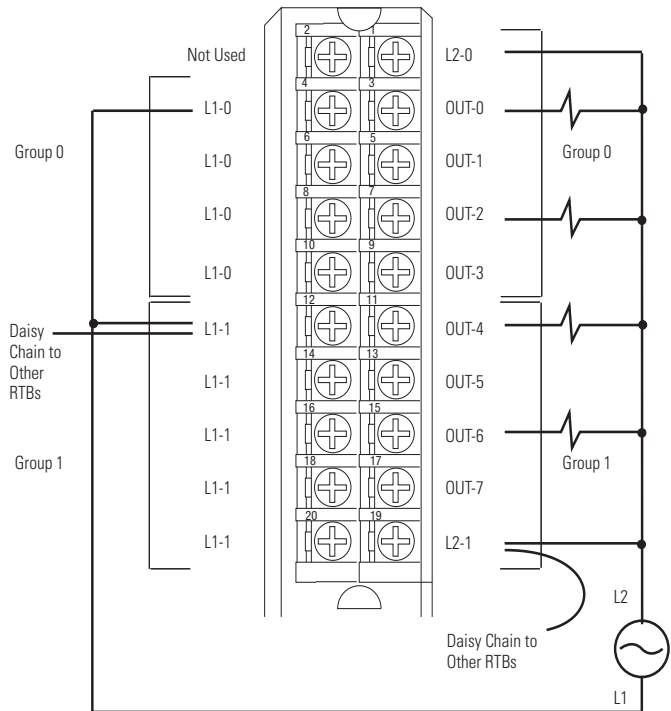 2 1
Not Used L2-0
4 3
L1-0 OUT-0
6 5
Group 0 L1-0 OUT-1 Group 0
8 7
L1-0 OUT-2
10 9
L1-0 OUT-3
12 11
L1-1 OUT-4
Daisy
Chain to
Other
RTBs
14 13
L1-1 OUT-5
16 15
L1-1 OUT-6
Group 1 Group 1
18 17
L1-1 OUT-7
20 19
L1-1 L2-1
L2
Daisy Chain to
Other RTBs
L1